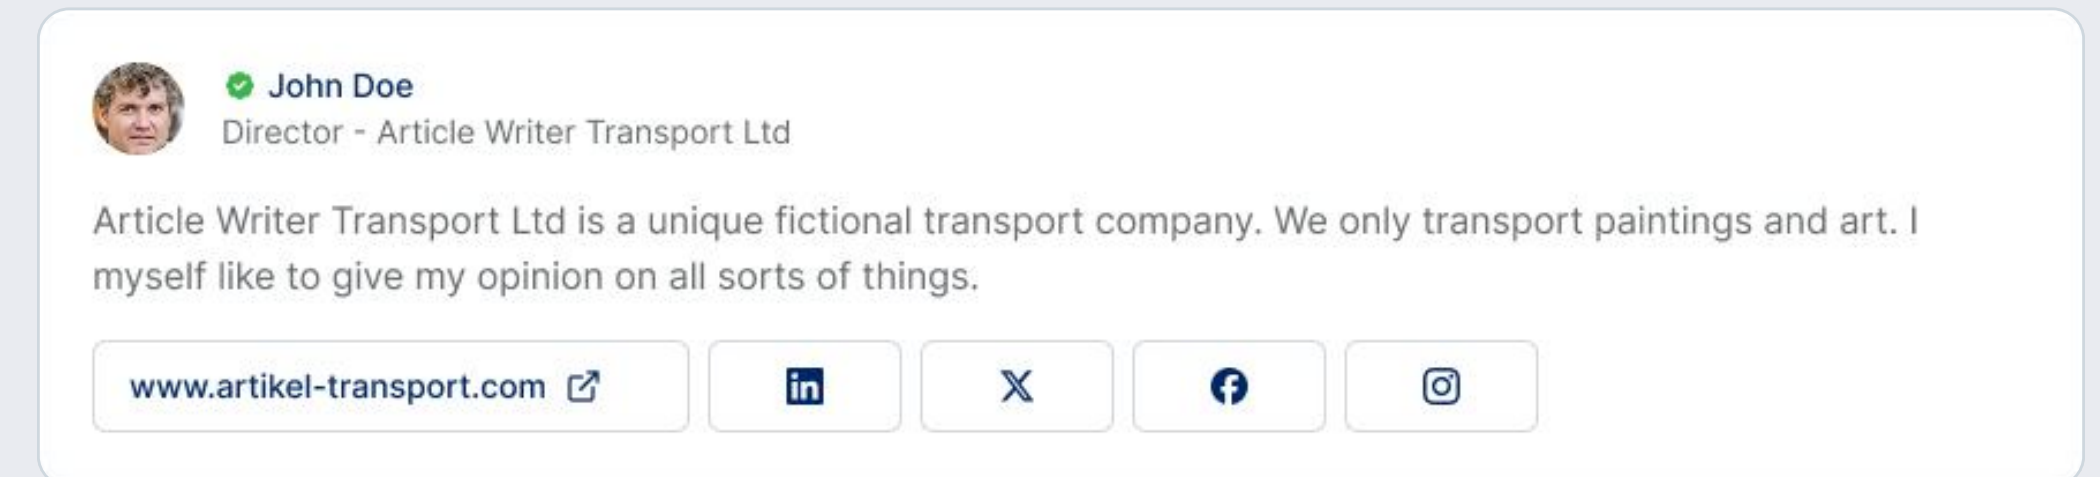 John Doe
Director - Article Writer Transport Ltd
Article Writer Transport Ltd is a unique fictional transport company. We only transport paintings and art. I
myself like to give my opinion on all sorts of things.
www.artikel-transport.com